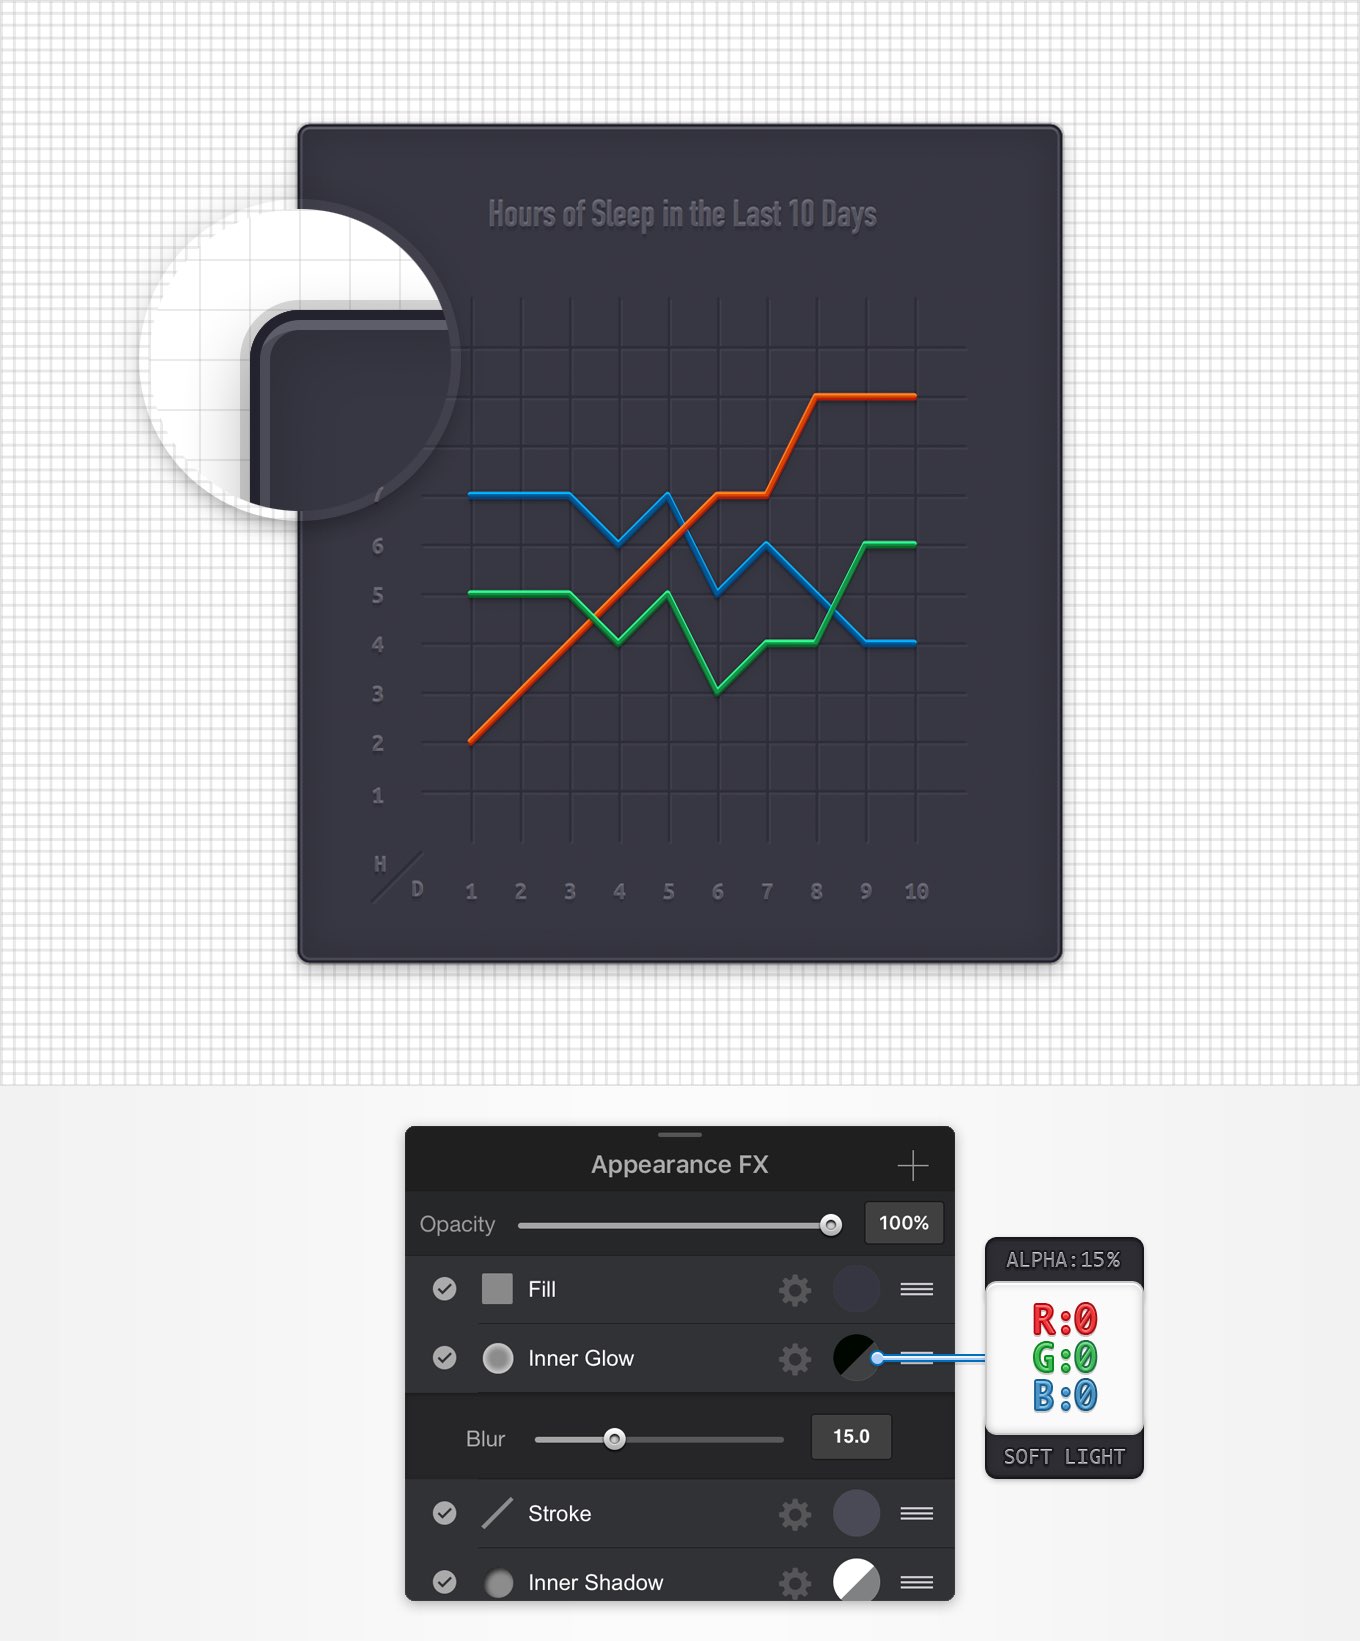 Hours of Sleep in the Last 10 Days
6
5
4
3
2
1
H
D 1 2 3 4 5 6 7 8 9 10
Appearance FX
Opacity 100%
Fill
Inner Glow
Blur 15.0
Stroke
Inner Shadow
ALPHA:15%
R:0
G:0
B:0
SOFT LIGHT